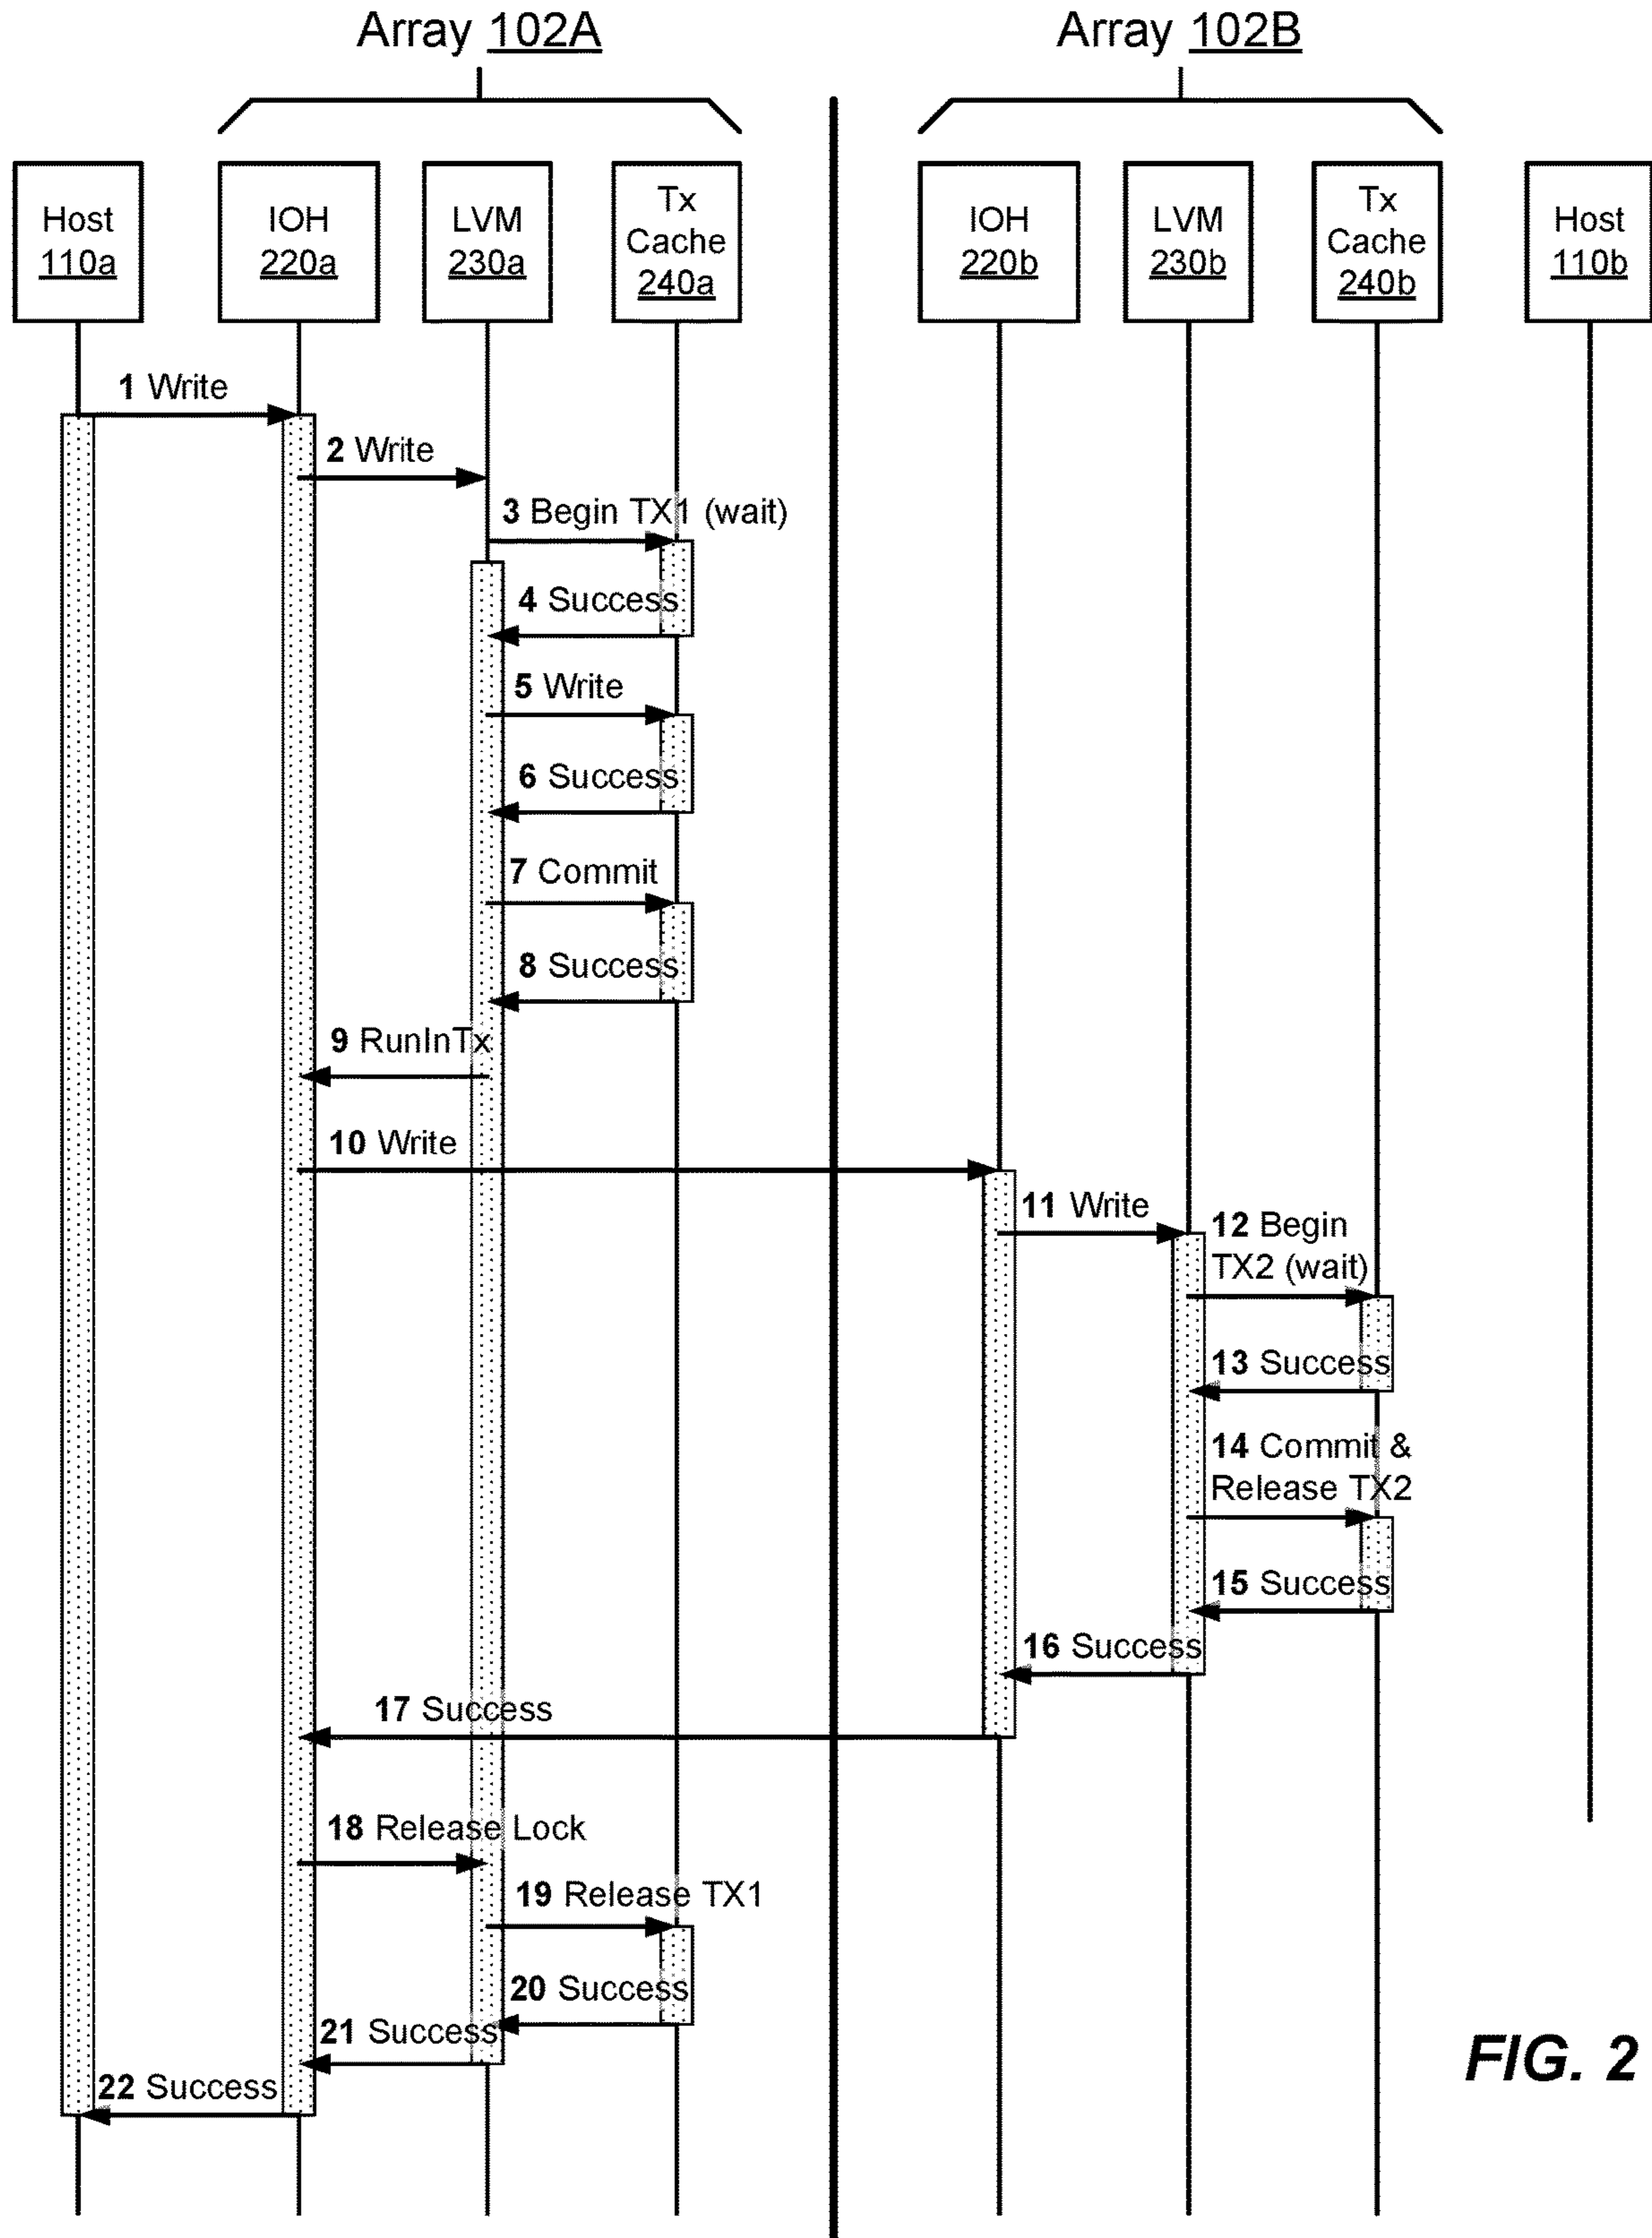 Array 102A
Array 102B
Host
110a
IOH
220a
LVM
230a
Tx
Cache
240a
IOH
220b
LVM
230b
Tx
Cache
240b
Host
110b
1 Write
2 Write
3 Begin TX1 (wait)
4 Success
5 Write
6 Success
7 Commit
8 Success
9 RunInTx
10 Write
11 Write
12 Begin
TX2 (wait)
13 Success
14 Commit &
Release TX2
15 Success
16 Success
17 Success
18 Release Lock
19 Release TX1
20 Success
21 Success
22 Success
FIG. 2